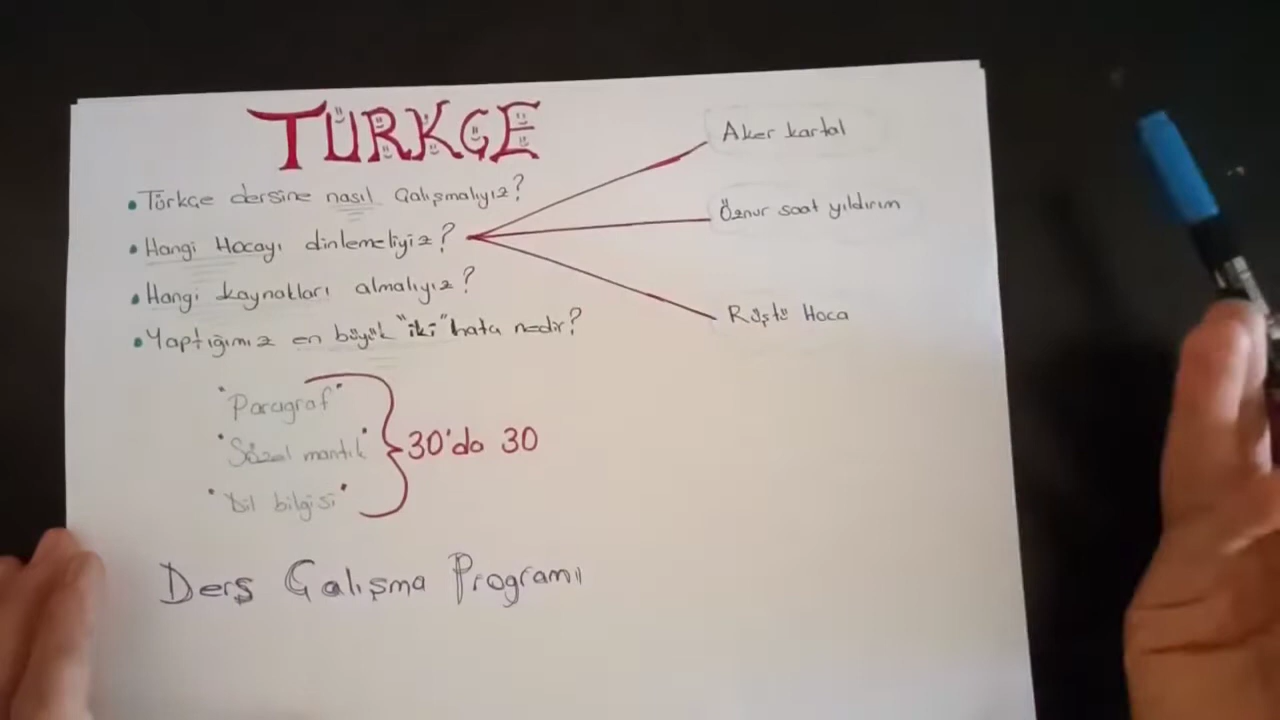 TÜRKÇE
• Türkçe dersine nasıl Çalışmalıyız?
• Hangi Hocayı dinlemeliyiz?
Aker kartal
Öznur saat yıldırım
Rüştü Hoca
• Hangi kaynakları almalıyız?
• Yaptığımız en büyük "iki" hata nedir?
"Paragraf"
"Sözel mantık"
"Dil bilgisi"
30'da 30
Ders Çalışma Programı